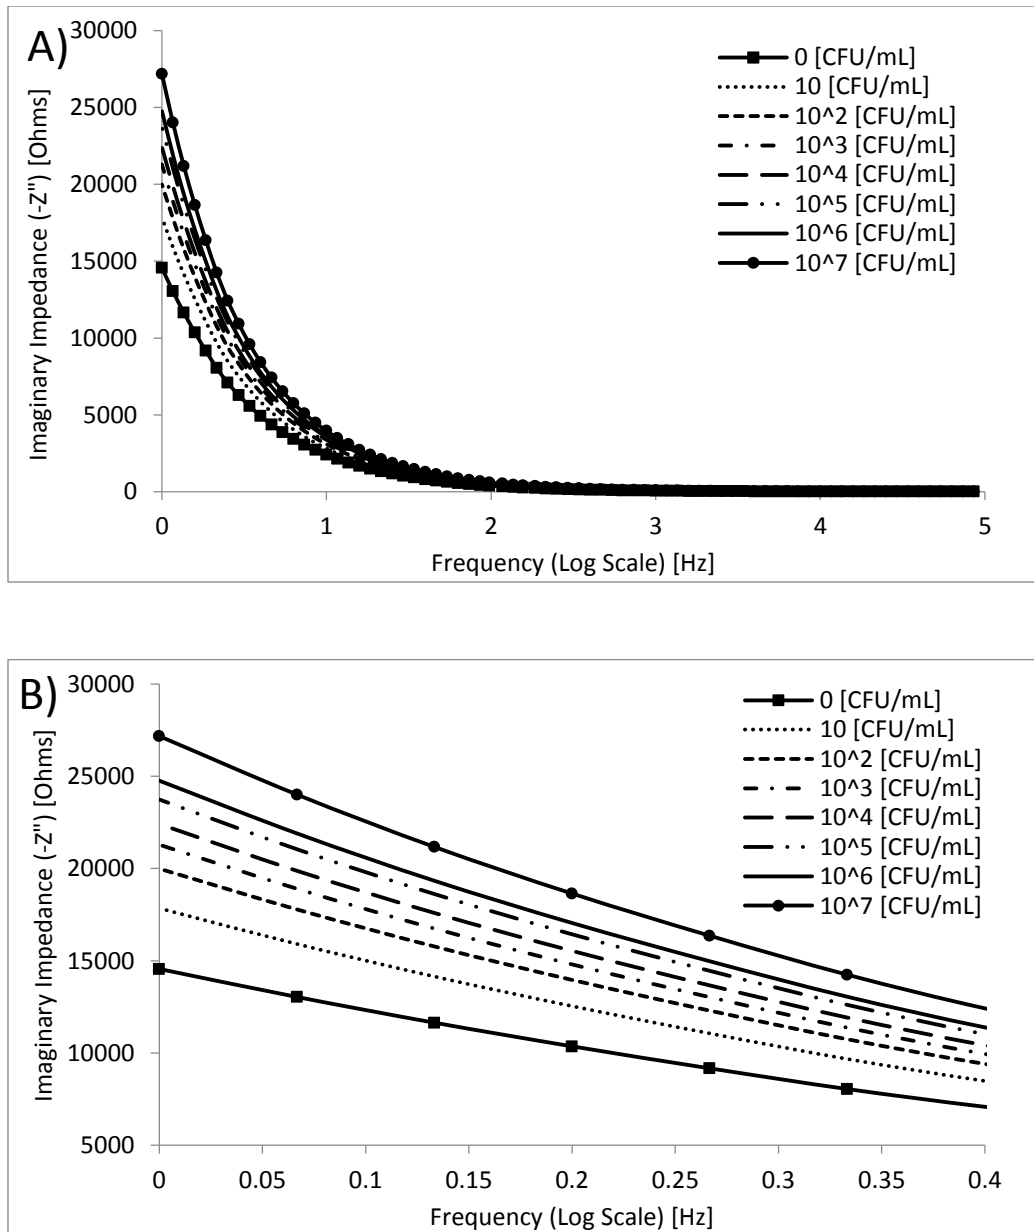 A)
Imaginary Impedance (-Z") [Ohms]
30000
25000
20000
15000
10000
5000
0
0 [CFU/mL]
10 [CFU/mL]
10^2 [CFU/mL]
10^3 [CFU/mL]
10^4 [CFU/mL]
10^5 [CFU/mL]
10^6 [CFU/mL]
10^7 [CFU/mL]
0 1 2 3 4 5
Frequency (Log Scale) [Hz]
B)
Imaginary Impedance (-Z") [Ohms]
30000
25000
20000
15000
10000
5000
0 [CFU/mL]
10 [CFU/mL]
10^2 [CFU/mL]
10^3 [CFU/mL]
10^4 [CFU/mL]
10^5 [CFU/mL]
10^6 [CFU/mL]
10^7 [CFU/mL]
0 0.05 0.1 0.15 0.2 0.25 0.3 0.35 0.4
Frequency (Log Scale) [Hz]